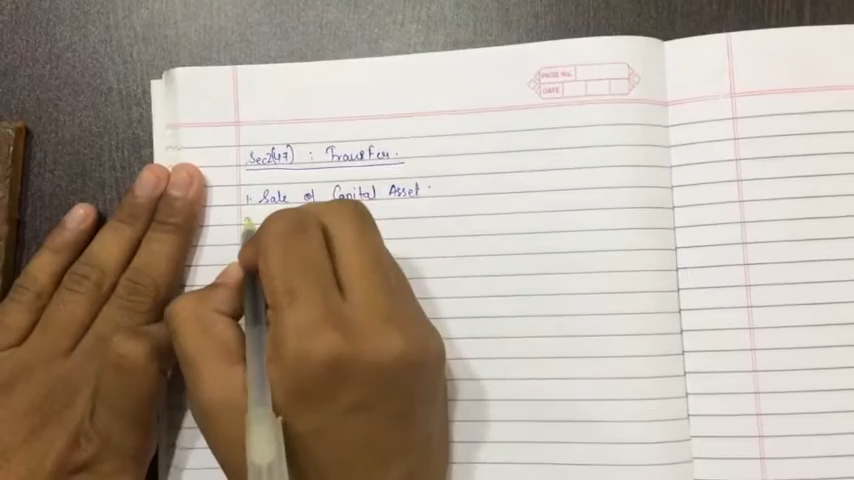 PAGE NO.
DATE
Sec2(47) : Transfer.
1. Sale of Capital Asset.